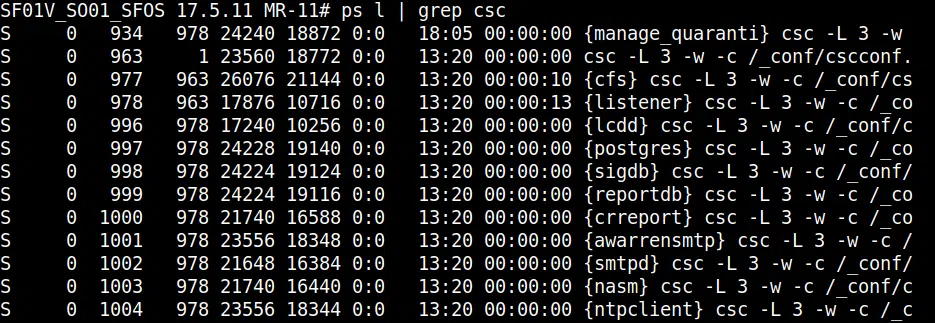 SF01V_SO01_SFOS 17.5.11 MR-11# ps l | grep csc
S     0   934   978 24240 18872 0:0   18:05 00:00:00 {manage_quaranti} csc -L 3 -w
S     0   963     1 23560 18772 0:0   13:20 00:00:00 csc -L 3 -w -c /_conf/cscconf.
S     0   977   963 26076 21144 0:0   13:20 00:00:10 {cfs} csc -L 3 -w -c /_conf/cs
S     0   978   963 17876 10716 0:0   13:20 00:00:13 {listener} csc -L 3 -w -c /_co
S     0   996   978 17240 10256 0:0   13:20 00:00:00 {lcdd} csc -L 3 -w -c /_conf/c
S     0   997   978 24228 19140 0:0   13:20 00:00:00 {postgres} csc -L 3 -w -c /_co
S     0   998   978 24224 19124 0:0   13:20 00:00:00 {sigdb} csc -L 3 -w -c /_conf/
S     0   999   978 24224 19116 0:0   13:20 00:00:00 {reportdb} csc -L 3 -w -c /_co
S     0  1000   978 21740 16588 0:0   13:20 00:00:00 {crreport} csc -L 3 -w -c /_co
S     0  1001   978 23556 18348 0:0   13:20 00:00:00 {awarrensmtp} csc -L 3 -w -c /
S     0  1002   978 21648 16384 0:0   13:20 00:00:00 {smtpd} csc -L 3 -w -c /_conf/
S     0  1003   978 21740 16440 0:0   13:20 00:00:00 {nasm} csc -L 3 -w -c /_conf/c
S     0  1004   978 23556 18344 0:0   13:20 00:00:00 {ntpclient} csc -L 3 -w -c /_c